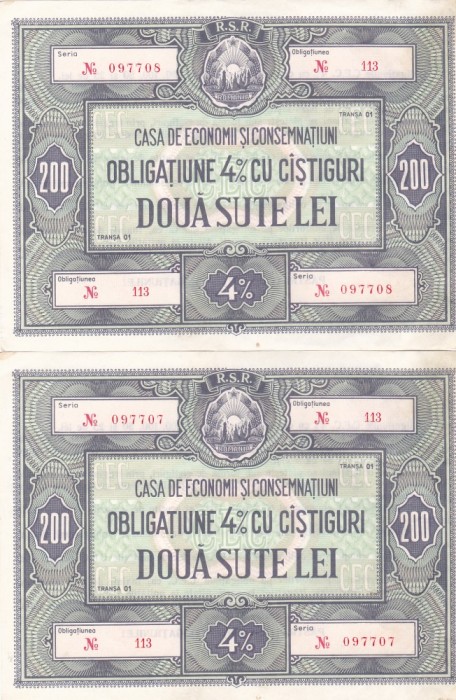 R.S.R.
Seria
№ 097708
Obligațiunea
№ 113
TRANȘA 01
CASA DE ECONOMII ȘI CONSEMNAȚIUNI
200 OBLIGAȚIUNE 4% CU CÎȘTIGURI 200
DOUĂ SUTE LEI
TRANȘA 01
Obligațiunea
№ 113
4%
Seria
№ 097708
R.S.R.
Seria
№ 097707
Obligațiunea
№ 113
TRANȘA 01
CASA DE ECONOMII ȘI CONSEMNAȚIUNI
200 OBLIGAȚIUNE 4% CU CÎȘTIGURI 200
DOUĂ SUTE LEI
TRANȘA 01
Obligațiunea
№ 113
4%
Seria
№ 097707